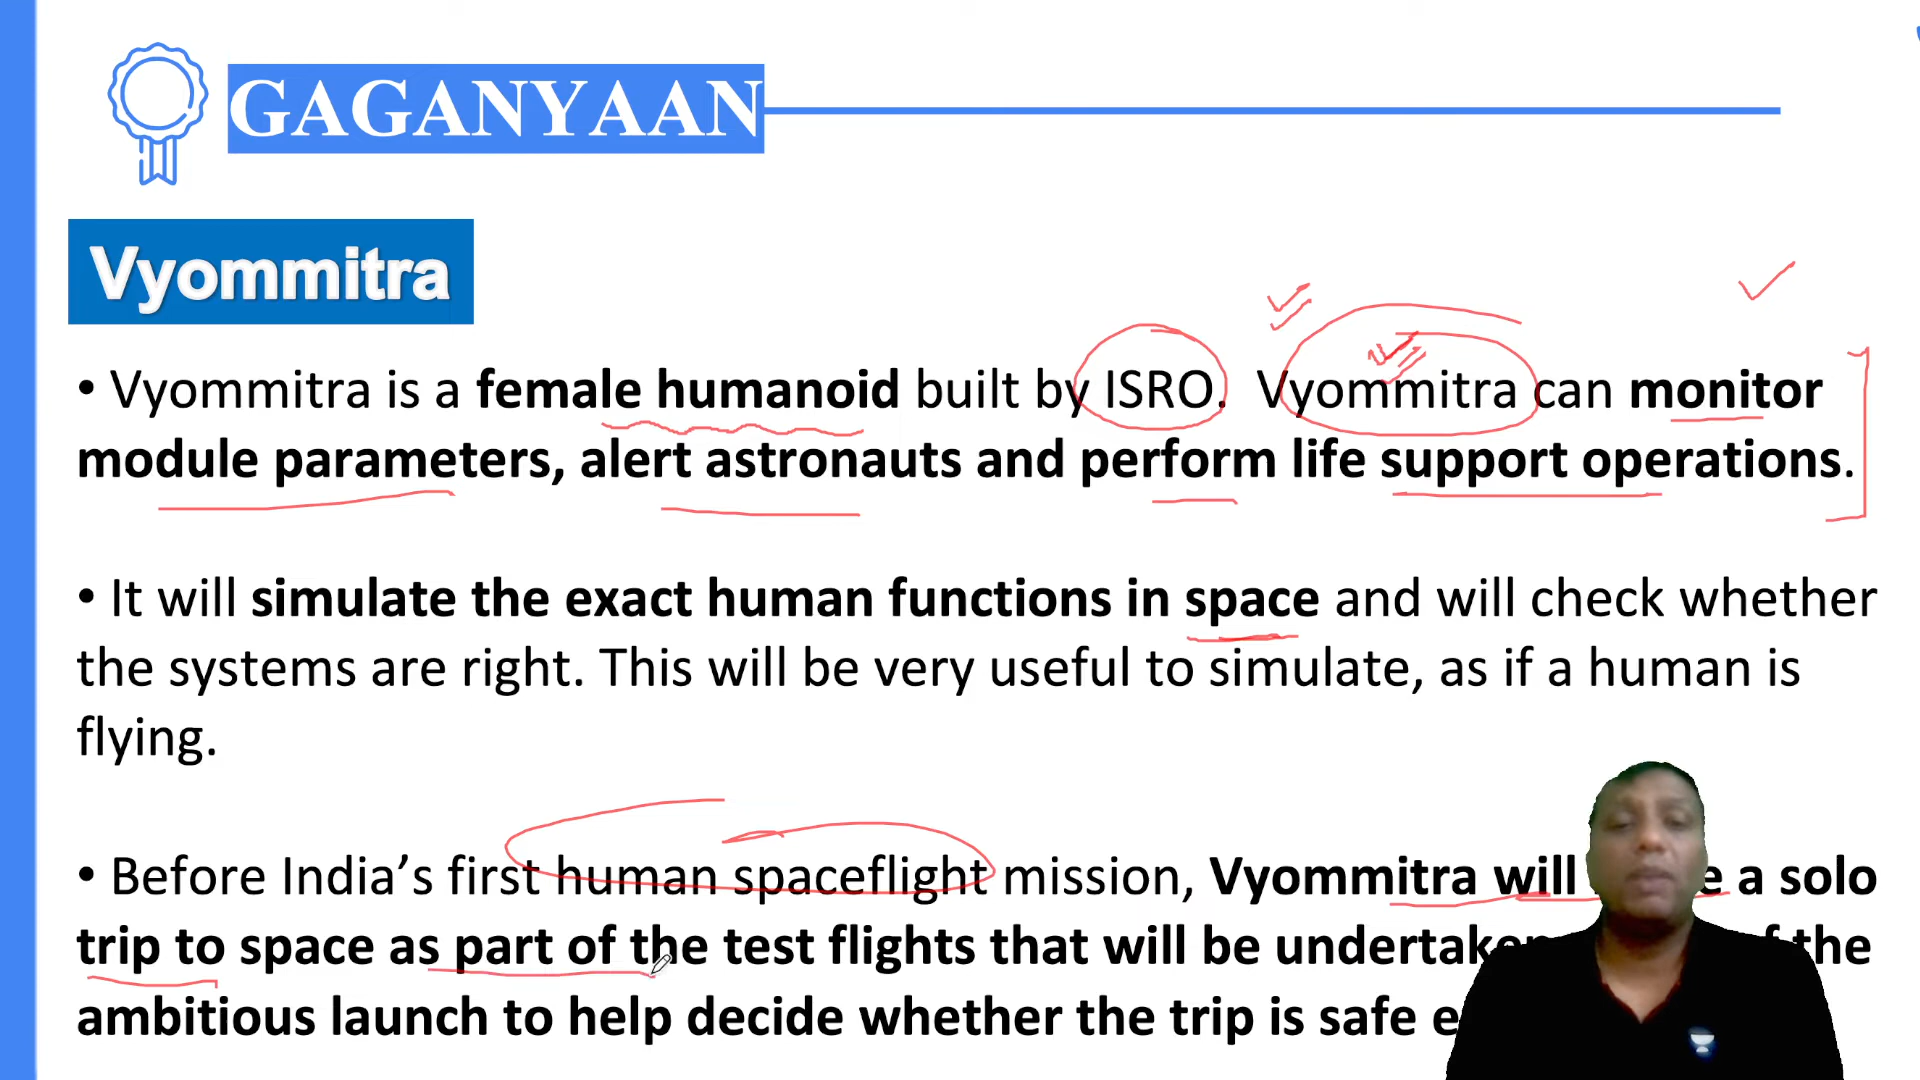 GAGANYAAN
Vyommitra
• Vyommitra is a female humanoid built by ISRO. Vyommitra can monitor
module parameters, alert astronauts and perform life support operations.
• It will simulate the exact human functions in space and will check whether
the systems are right. This will be very useful to simulate, as if a human is
flying.
• Before India’s first human spaceflight mission, Vyommitra will a solo
trip to space as part of the test flights that will be undertaken the
ambitious launch to help decide whether the trip is safe